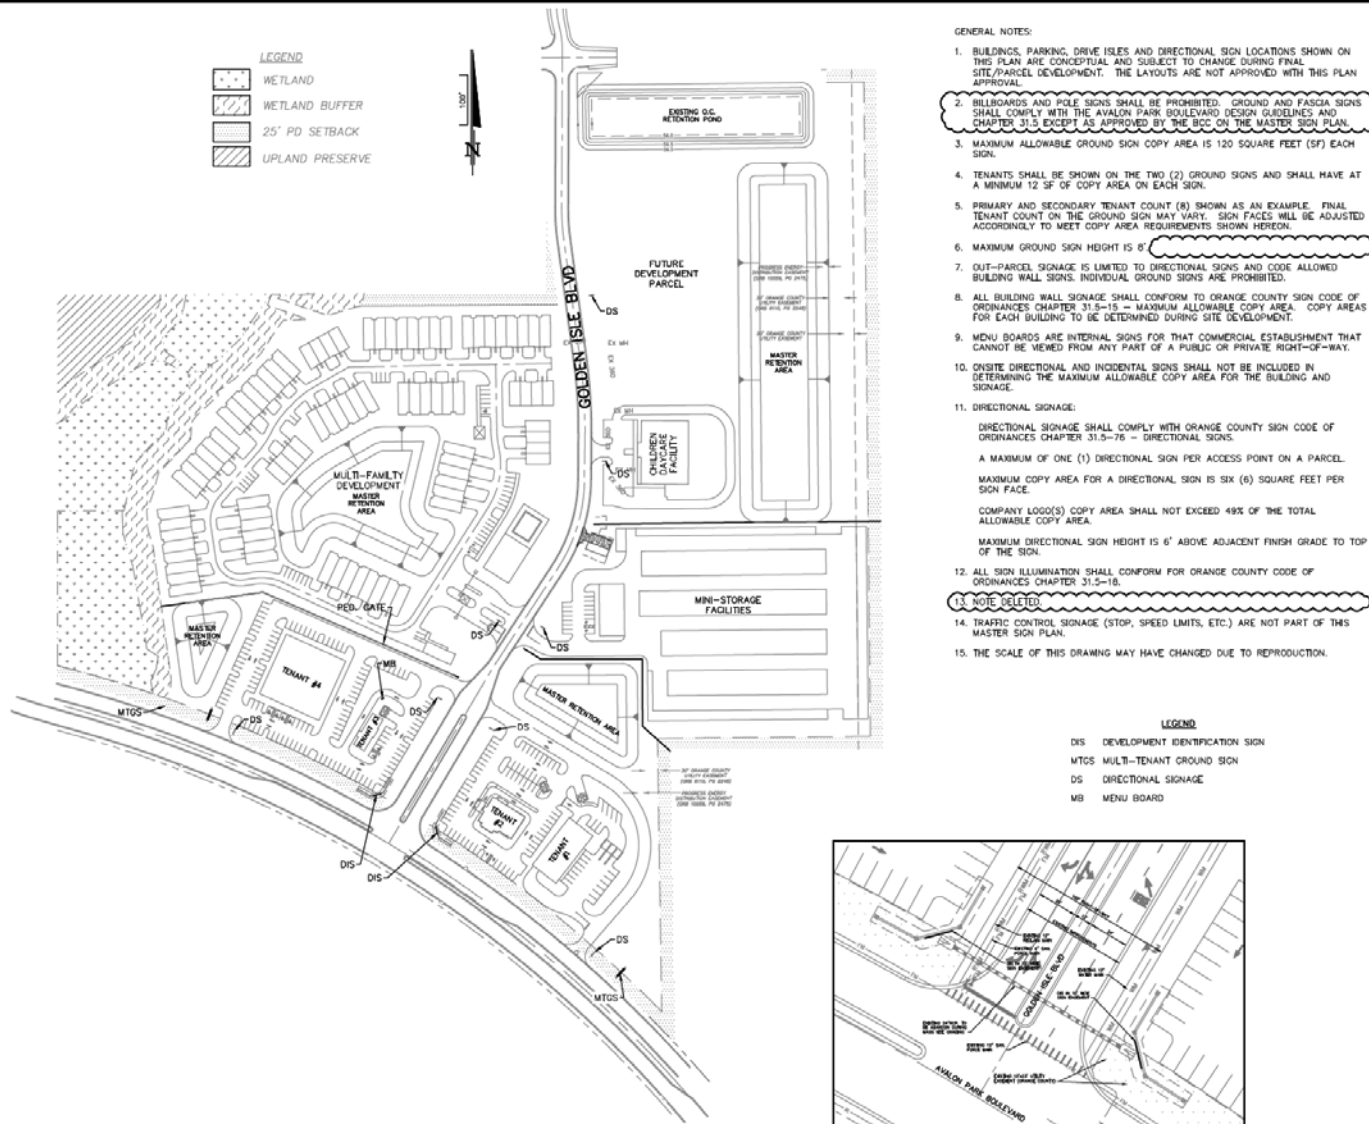 LEGEND
WETLAND
WETLAND BUFFER
25' PD SETBACK
UPLAND PRESERVE
100'
N
EXISTING O.C.
RETENTION POND
FUTURE
DEVELOPMENT
PARCEL
GOLDEN ISLE BLVD
DS
MASTER
RETENTION
AREA
CHILDREN
DAYCARE
FACILITY
DS
MULTI-FAMILTY
DEVELOPMENT
MASTER
RETENTION
AREA
MINI-STORAGE
FACILITIES
PED. GATE
MASTER
RETENTION
AREA
DS
DS
MB
TENANT #4
TENANT #3
MTGS
DS
DS
MASTER RETENTION AREA
DS
TENANT
#2
TENANT
#1
DIS
DIS
DS
MTGS
GENERAL NOTES:
1. BUILDINGS, PARKING, DRIVE ISLES AND DIRECTIONAL SIGN LOCATIONS SHOWN ON
THIS PLAN ARE CONCEPTUAL AND SUBJECT TO CHANGE DURING FINAL
SITE/PARCEL DEVELOPMENT. THE LAYOUTS ARE NOT APPROVED WITH THIS PLAN
APPROVAL.
2. BILLBOARDS AND POLE SIGNS SHALL BE PROHIBITED. GROUND AND FASCIA SIGNS
SHALL COMPLY WITH THE AVALON PARK BOULEVARD DESIGN GUIDELINES AND
CHAPTER 31.5 EXCEPT AS APPROVED BY THE BCC ON THE MASTER SIGN PLAN.
3. MAXIMUM ALLOWABLE GROUND SIGN COPY AREA IS 120 SQUARE FEET (SF) EACH
SIGN.
4. TENANTS SHALL BE SHOWN ON THE TWO (2) GROUND SIGNS AND SHALL HAVE AT
A MINIMUM 12 SF OF COPY AREA ON EACH SIGN.
5. PRIMARY AND SECONDARY TENANT COUNT (8) SHOWN AS AN EXAMPLE. FINAL
TENANT COUNT ON THE GROUND SIGN MAY VARY. SIGN FACES WILL BE ADJUSTED
ACCORDINGLY TO MEET COPY AREA REQUIREMENTS SHOWN HEREON.
6. MAXIMUM GROUND SIGN HEIGHT IS 8'.
7. OUT-PARCEL SIGNAGE IS LIMITED TO DIRECTIONAL SIGNS AND CODE ALLOWED
BUILDING WALL SIGNS. INDIVIDUAL GROUND SIGNS ARE PROHIBITED.
8. ALL BUILDING WALL SIGNAGE SHALL CONFORM TO ORANGE COUNTY SIGN CODE OF
ORDINANCES CHAPTER 31.5-15 - MAXIMUM ALLOWABLE COPY AREA. COPY AREAS
FOR EACH BUILDING TO BE DETERMINED DURING SITE DEVELOPMENT.
9. MENU BOARDS ARE INTERNAL SIGNS FOR THAT COMMERCIAL ESTABLISHMENT THAT
CANNOT BE VIEWED FROM ANY PART OF A PUBLIC OR PRIVATE RIGHT-OF-WAY.
10. ONSITE DIRECTIONAL AND INCIDENTAL SIGNS SHALL NOT BE INCLUDED IN
DETERMINING THE MAXIMUM ALLOWABLE COPY AREA FOR THE BUILDING AND
SIGNAGE.
11. DIRECTIONAL SIGNAGE:
DIRECTIONAL SIGNAGE SHALL COMPLY WITH ORANGE COUNTY SIGN CODE OF
ORDINANCES CHAPTER 31.5-76 - DIRECTIONAL SIGNS.
A MAXIMUM OF ONE (1) DIRECTIONAL SIGN PER ACCESS POINT ON A PARCEL.
MAXIMUM COPY AREA FOR A DIRECTIONAL SIGN IS SIX (6) SQUARE FEET PER
SIGN FACE.
COMPANY LOGO(S) COPY AREA SHALL NOT EXCEED 49% OF THE TOTAL
ALLOWABLE COPY AREA.
MAXIMUM DIRECTIONAL SIGN HEIGHT IS 6' ABOVE ADJACENT FINISH GRADE TO TOP
OF THE SIGN.
12. ALL SIGN ILLUMINATION SHALL CONFORM FOR ORANGE COUNTY CODE OF
ORDINANCES CHAPTER 31.5-18.
13. NOTE DELETED.
14. TRAFFIC CONTROL SIGNAGE (STOP, SPEED LIMITS, ETC.) ARE NOT PART OF THIS
MASTER SIGN PLAN.
15. THE SCALE OF THIS DRAWING MAY HAVE CHANGED DUE TO REPRODUCTION.
LEGEND
DIS DEVELOPMENT IDENTIFICATION SIGN
MTGS MULTI-TENANT GROUND SIGN
DS DIRECTIONAL SIGNAGE
MB MENU BOARD
GOLDEN ISLE BLVD
AVALON PARK BOULEVARD